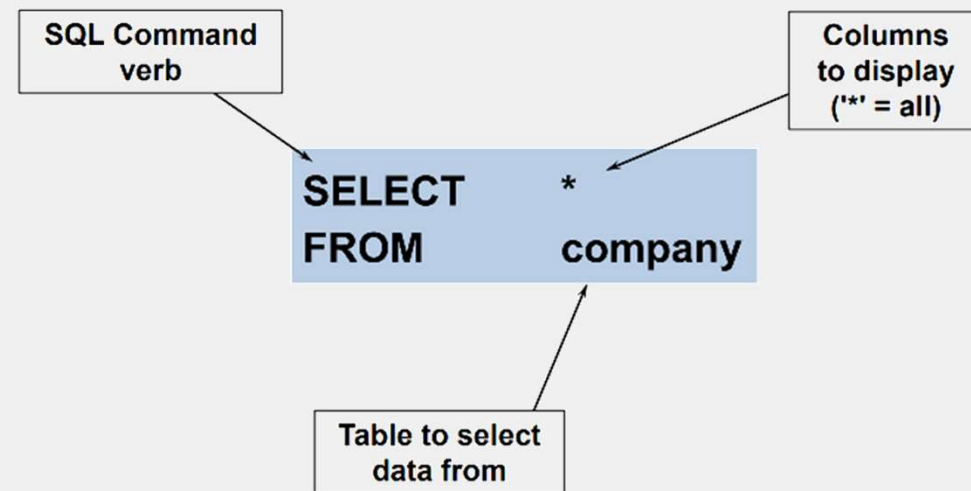 SQL Command
verb
Columns
to display
('*' = all)
SELECT *
FROM company
Table to select
data from